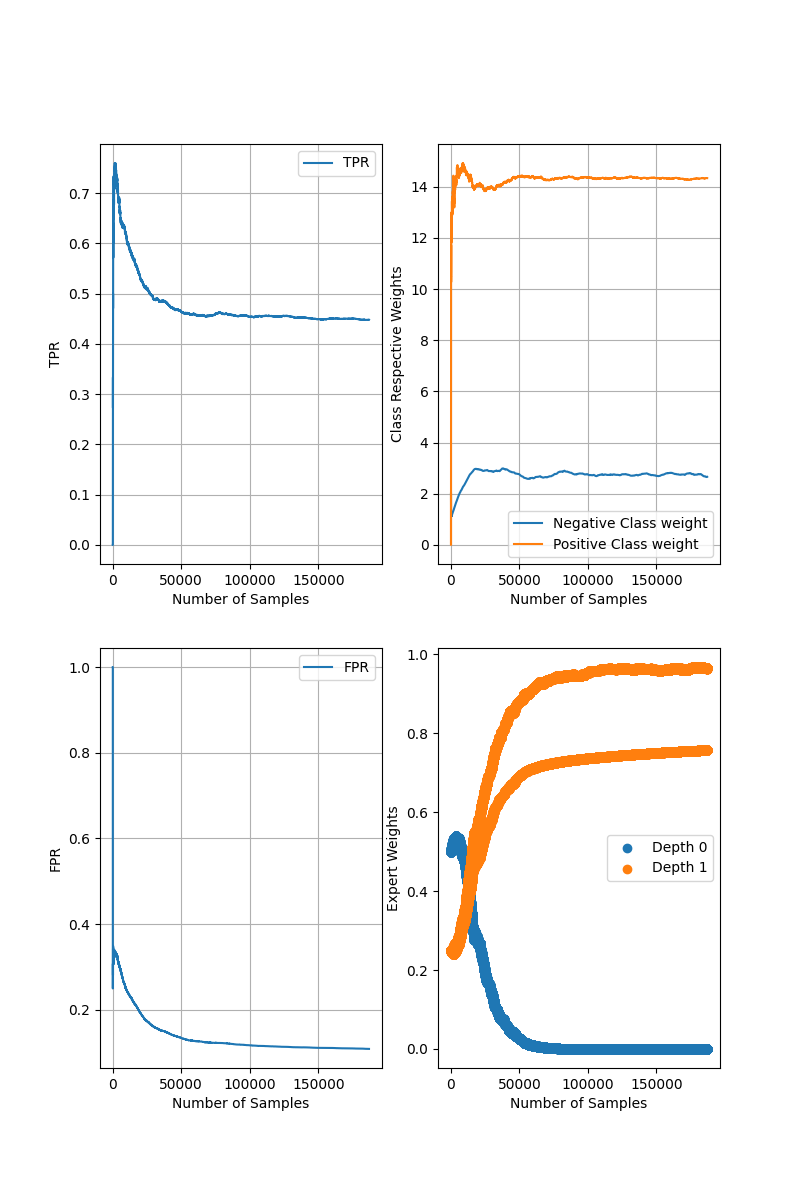 TPR
0.7
0.6
0.5
0.4
0.3
0.2
0.1
0.0
TPR
0 50000 100000 150000
Number of Samples
14
12
10
8
6
4
2
0
Class Respective Weights
Negative Class weight
Positive Class weight
0 50000 100000 150000
Number of Samples
FPR
1.0
0.8
0.6
0.4
0.2
FPR
0 50000 100000 150000
Number of Samples
1.0
0.8
0.6
0.4
0.2
0.0
Expert Weights
Depth 0
Depth 1
0 50000 100000 150000
Number of Samples